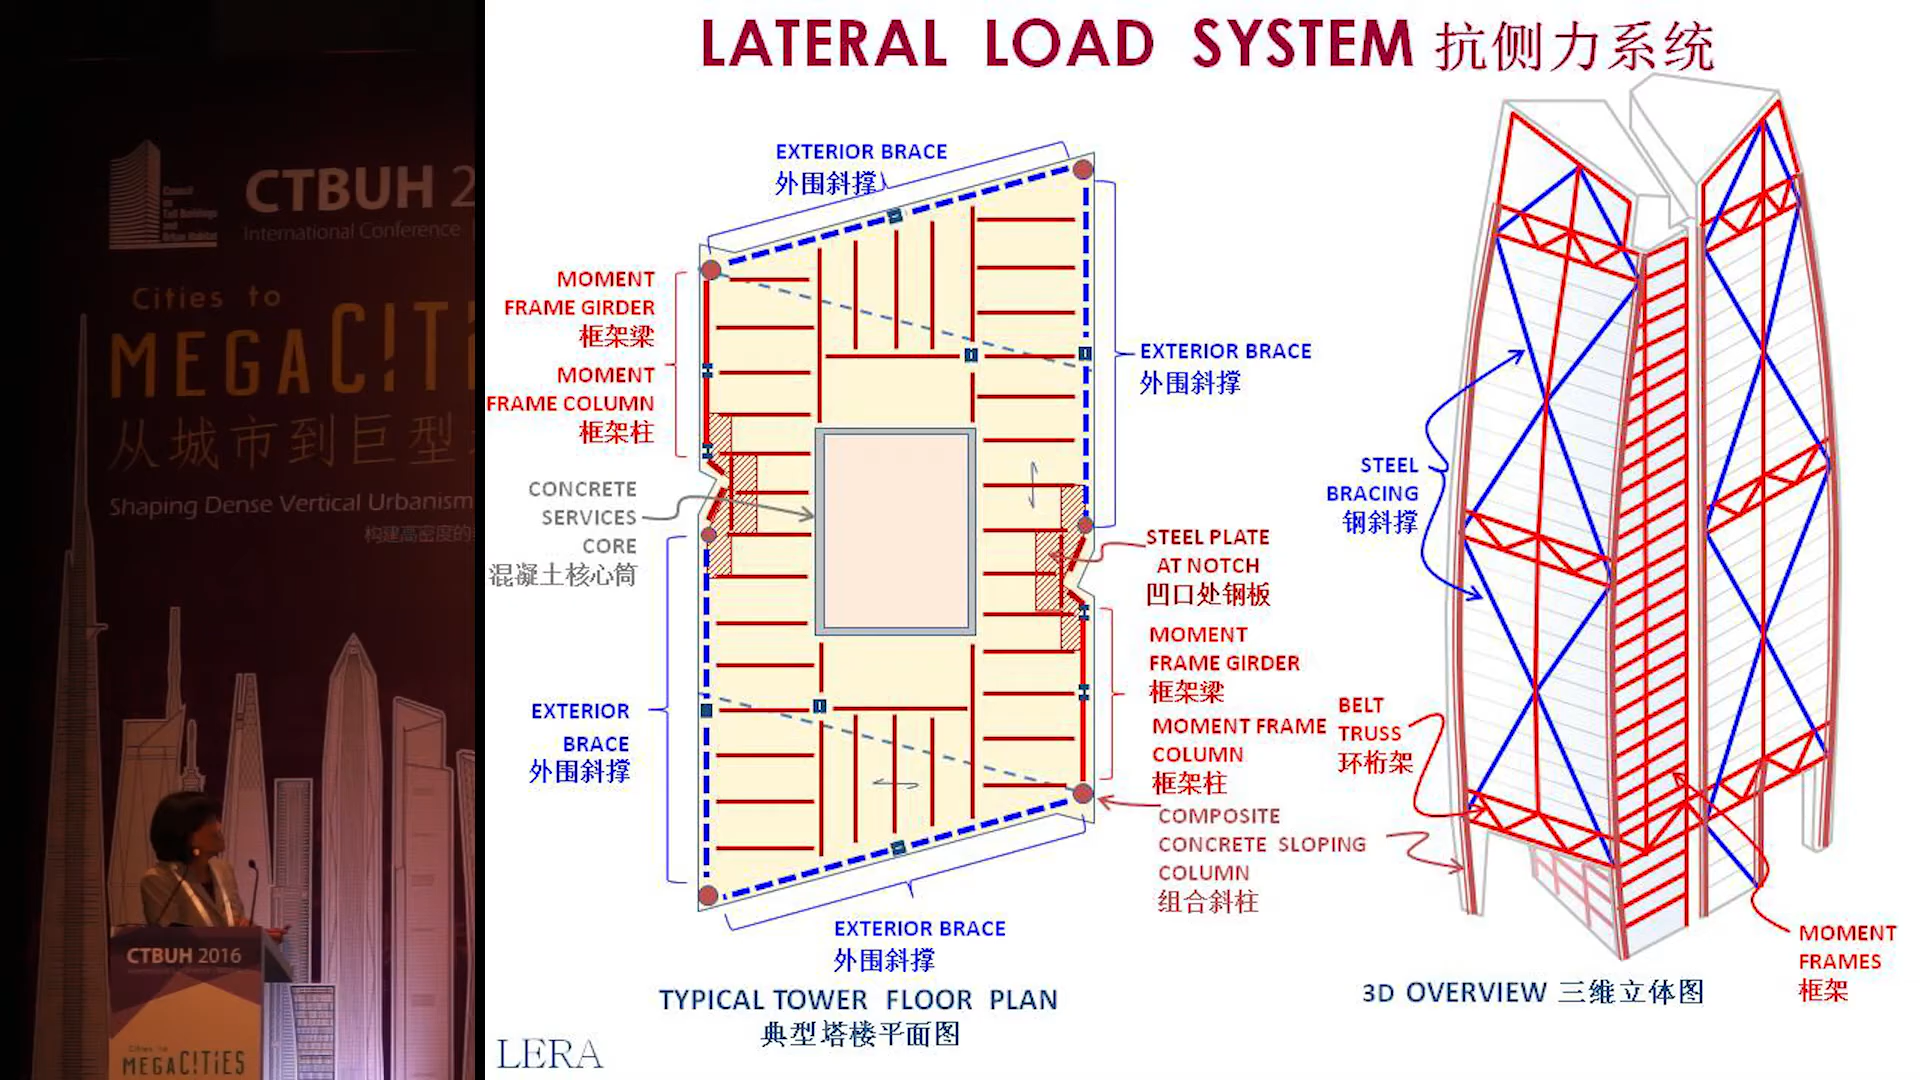 LATERAL LOAD SYSTEM 抗侧力系统
EXTERIOR BRACE
外围斜撑
MOMENT
FRAME GIRDER
框架梁
MOMENT
FRAME COLUMN
框架柱
CONCRETE
SERVICES
CORE
混凝土核心筒
EXTERIOR
BRACE
外围斜撑
EXTERIOR BRACE
外围斜撑
STEEL PLATE
AT NOTCH
凹口处钢板
MOMENT
FRAME GIRDER
框架梁
MOMENT FRAME
COLUMN
框架柱
COMPOSITE
CONCRETE SLOPING
COLUMN
组合斜柱
EXTERIOR BRACE
外围斜撑
TYPICAL TOWER FLOOR PLAN
典型塔楼平面图
STEEL
BRACING
钢斜撑
BELT
TRUSS
环桁架
MOMENT
FRAMES
框架
3D OVERVIEW 三维立体图
LERA
Council
on
Tall Buildings
and
Urban Habitat
CTBUH 2
International Conference
Cities to
MEGACITI
从城市到巨型
Shaping Dense Vertical Urbanism
构建高密度的
CTBUH 2016
Cities to
MEGACITIES